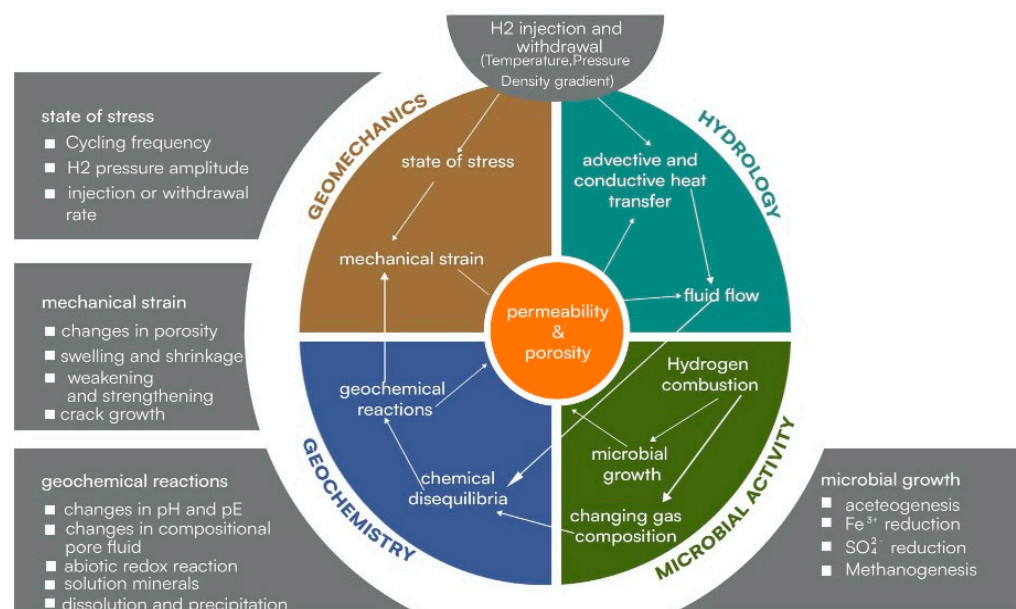 H2 injection and
withdrawal
(Temperature,Pressure
Density gradient)
state of stress
Cycling frequency
H2 pressure amplitude
injection or withdrawal
rate
mechanical strain
changes in porosity
swelling and shrinkage
weakening
and strengthening
crack growth
geochemical reactions
changes in pH and pE
changes in compositional
pore fluid
abiotic redox reaction
solution minerals
dissolution and precipitation
GEOMECHANICS
state of stress
mechanical strain
HYDROLOGY
advective and
conductive heat
transfer
fluid flow
permeability
&
porosity
GEOCHEMISTRY
geochemical
reactions
chemical
disequilibria
MICROBIAL ACTIVITY
Hydrogen
combustion
microbial
growth
changing gas
composition
microbial growth
aceteogenesis
Fe³⁺ reduction
SO₄²⁻ reduction
Methanogenesis